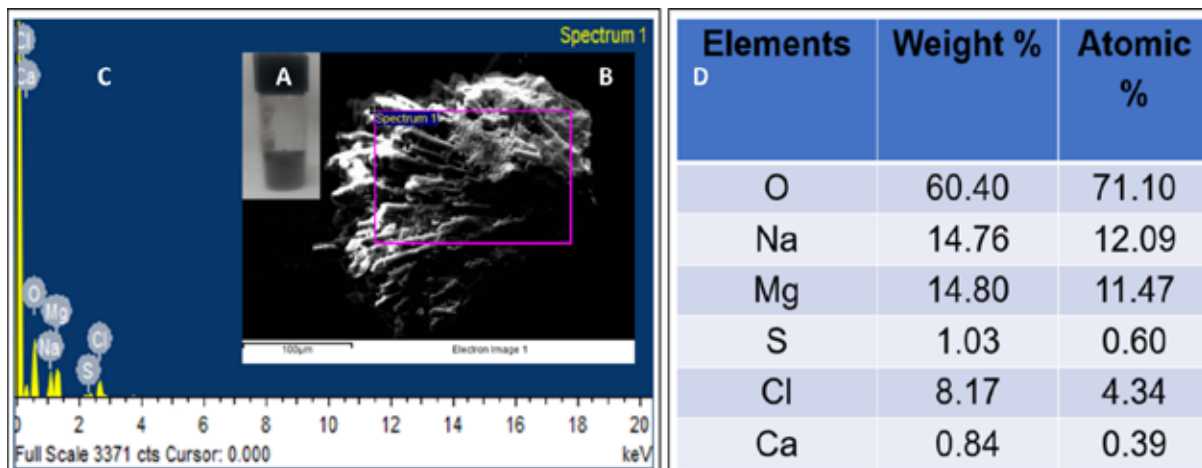 Spectrum 1
Cl
Ca
C
A
B
Spectrum 1
O
Mg
Na
Cl
S
100µm
Electron Image 1
0 2 4 6 8 10 12 14 16 18 20
Full Scale 3371 cts Cursor: 0.000
keV
Elements Weight % Atomic %
D
O 60.40 71.10
Na 14.76 12.09
Mg 14.80 11.47
S 1.03 0.60
Cl 8.17 4.34
Ca 0.84 0.39